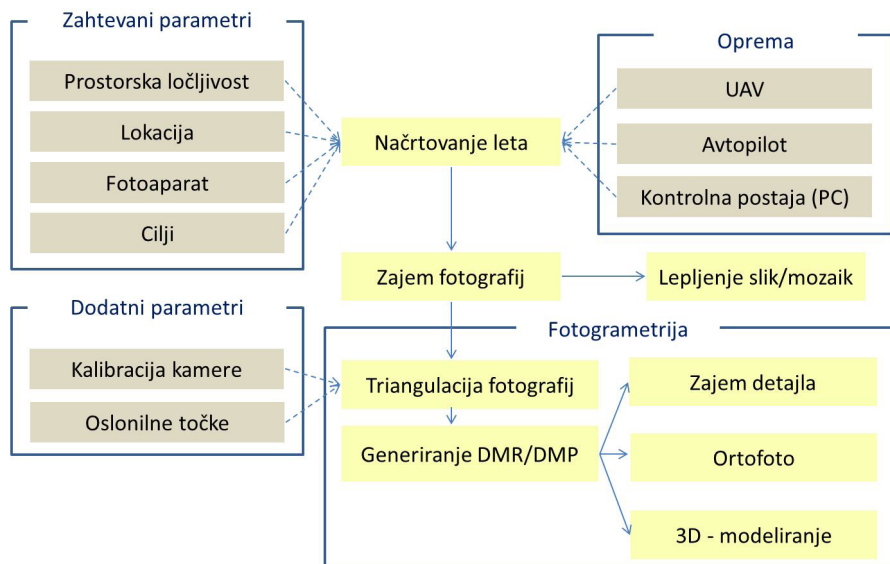 Zahtevani parametri
Prostorska ločljivost
Lokacija
Fotoaparat
Cilji
Načrtovanje leta
Oprema
UAV
Avtopilot
Kontrolna postaja (PC)
Zajem fotografij
Lepljenje slik/mozaik
Dodatni parametri
Kalibracija kamere
Oslonilne točke
Fotogrametrija
Triangulacija fotografij
Generiranje DMR/DMP
Zajem detajla
Ortofoto
3D - modeliranje